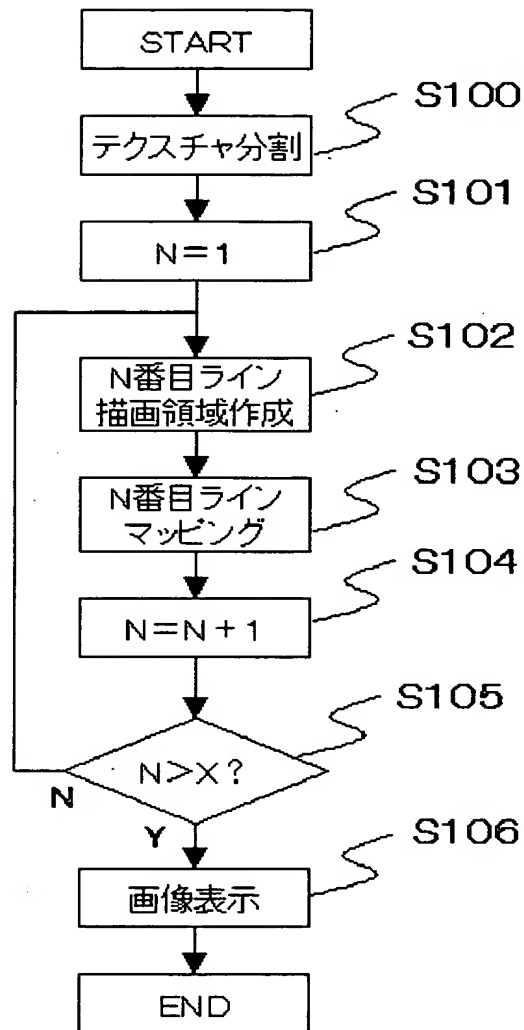 START
S100
テクスチャ分割
S101
N=1
S102
N番目ライン
描画領域作成
S103
N番目ライン
マッピング
S104
N=N+1
S105
N>X?
N
Y
S106
画像表示
END